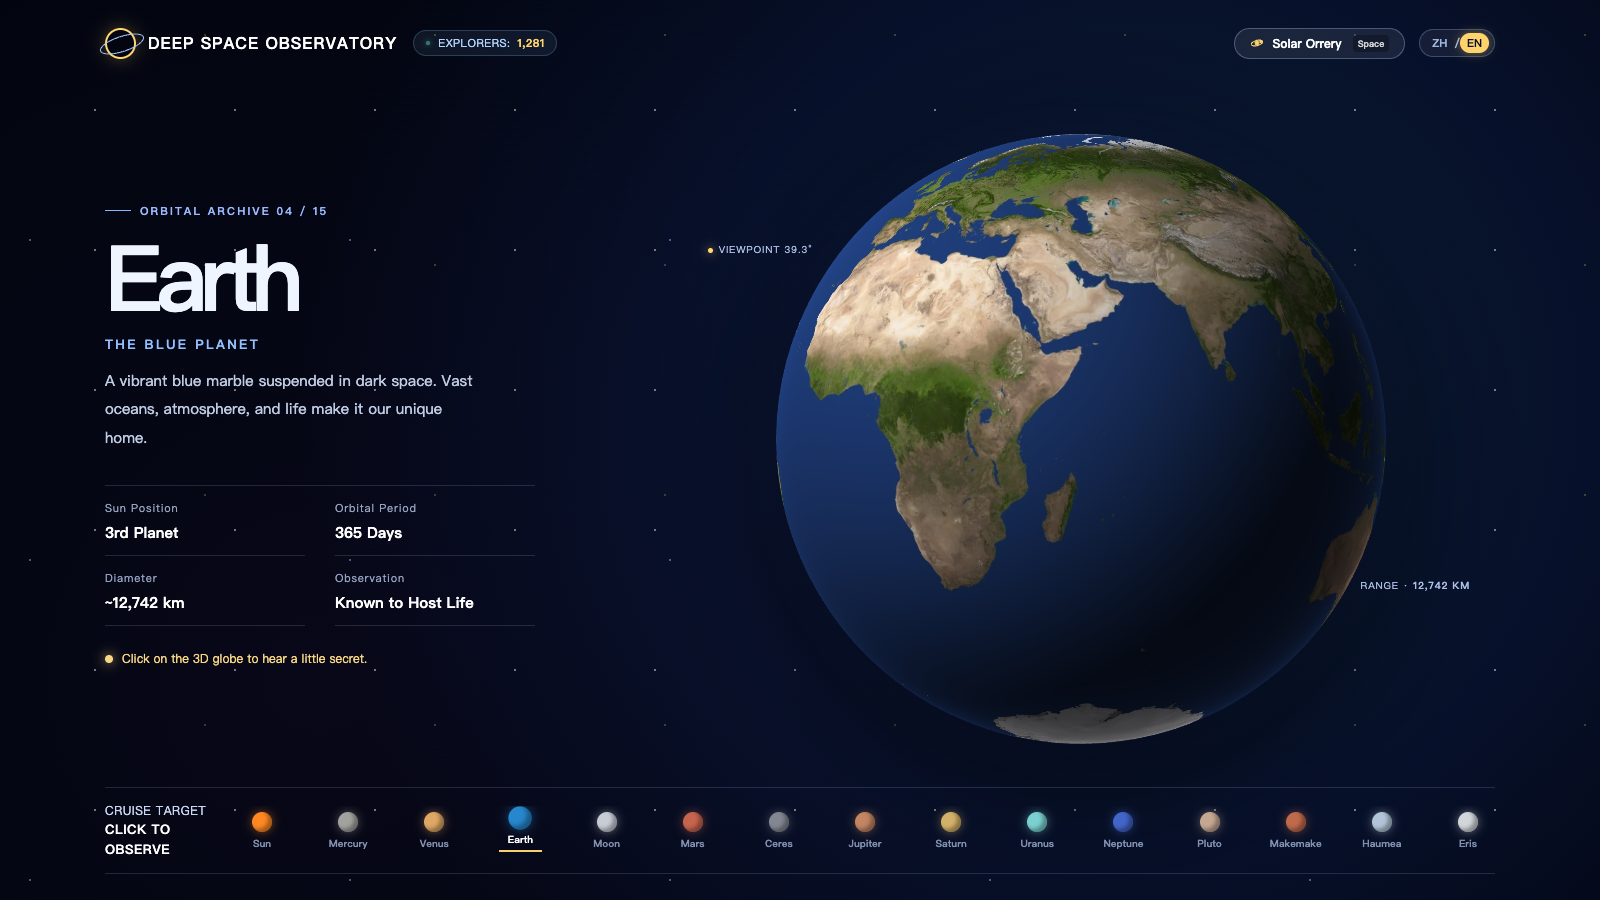 DEEP SPACE OBSERVATORY
EXPLORERS: 1,281
Solar Orrery Space
ZH / EN
ORBITAL ARCHIVE 04 / 15
Earth
THE BLUE PLANET
A vibrant blue marble suspended in dark space. Vast
oceans, atmosphere, and life make it our unique
home.
Sun Position
3rd Planet
Orbital Period
365 Days
Diameter
~12,742 km
Observation
Known to Host Life
Click on the 3D globe to hear a little secret.
VIEWPOINT 39.3°
RANGE · 12,742 KM
CRUISE TARGET
CLICK TO
OBSERVE
Sun
Mercury
Venus
Earth
Moon
Mars
Ceres
Jupiter
Saturn
Uranus
Neptune
Pluto
Makemake
Haumea
Eris